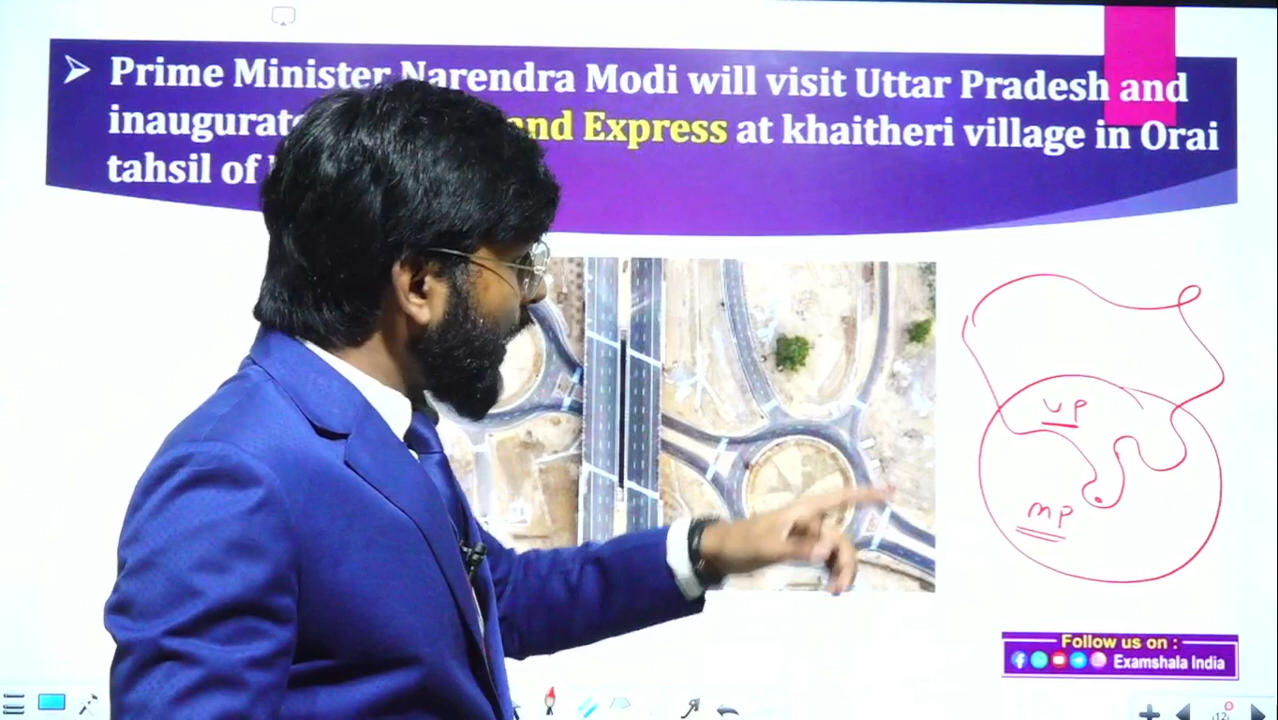 Prime Minister Narendra Modi will visit Uttar Pradesh and
inaugurate and Express at khaitheri village in Orai
tahsil of
UP
MP
Follow us on :
Examshala India
12